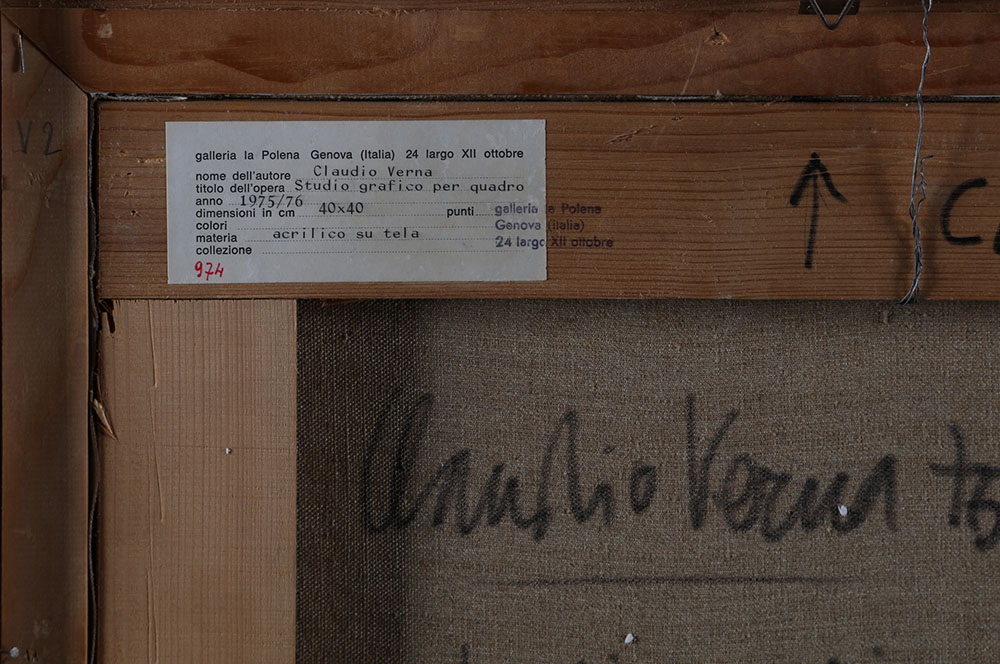 V2
galleria la Polena Genova (Italia) 24 largo XII ottobre
nome dell'autore Claudio Verna
titolo dell'opera Studio grafico per quadro
anno 1975/76
dimensioni in cm 40x40 punti
colori
materia acrilico su tela
collezione
974
galleria la Polena
Genova (Italia)
24 largo XII ottobre
Claudio Verna